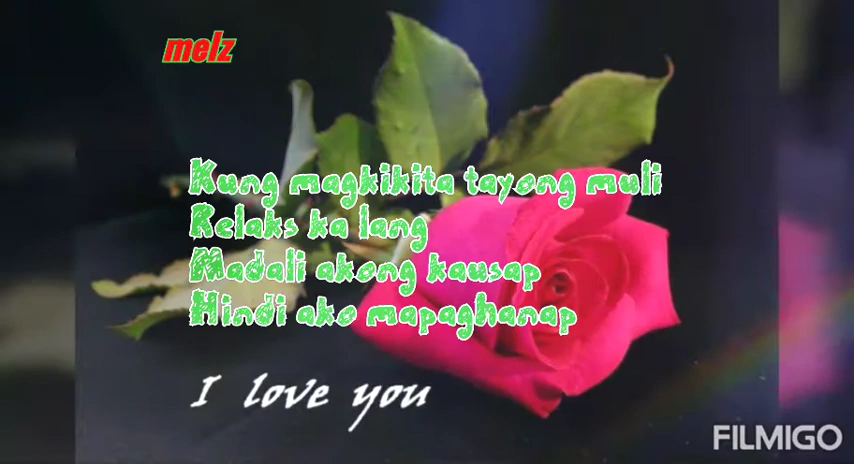 melz
Kung magkikita tayong muli
Relaks ka lang
Madali akong kausap
Hindi ako mapaghanap
I love you
FILMIGO